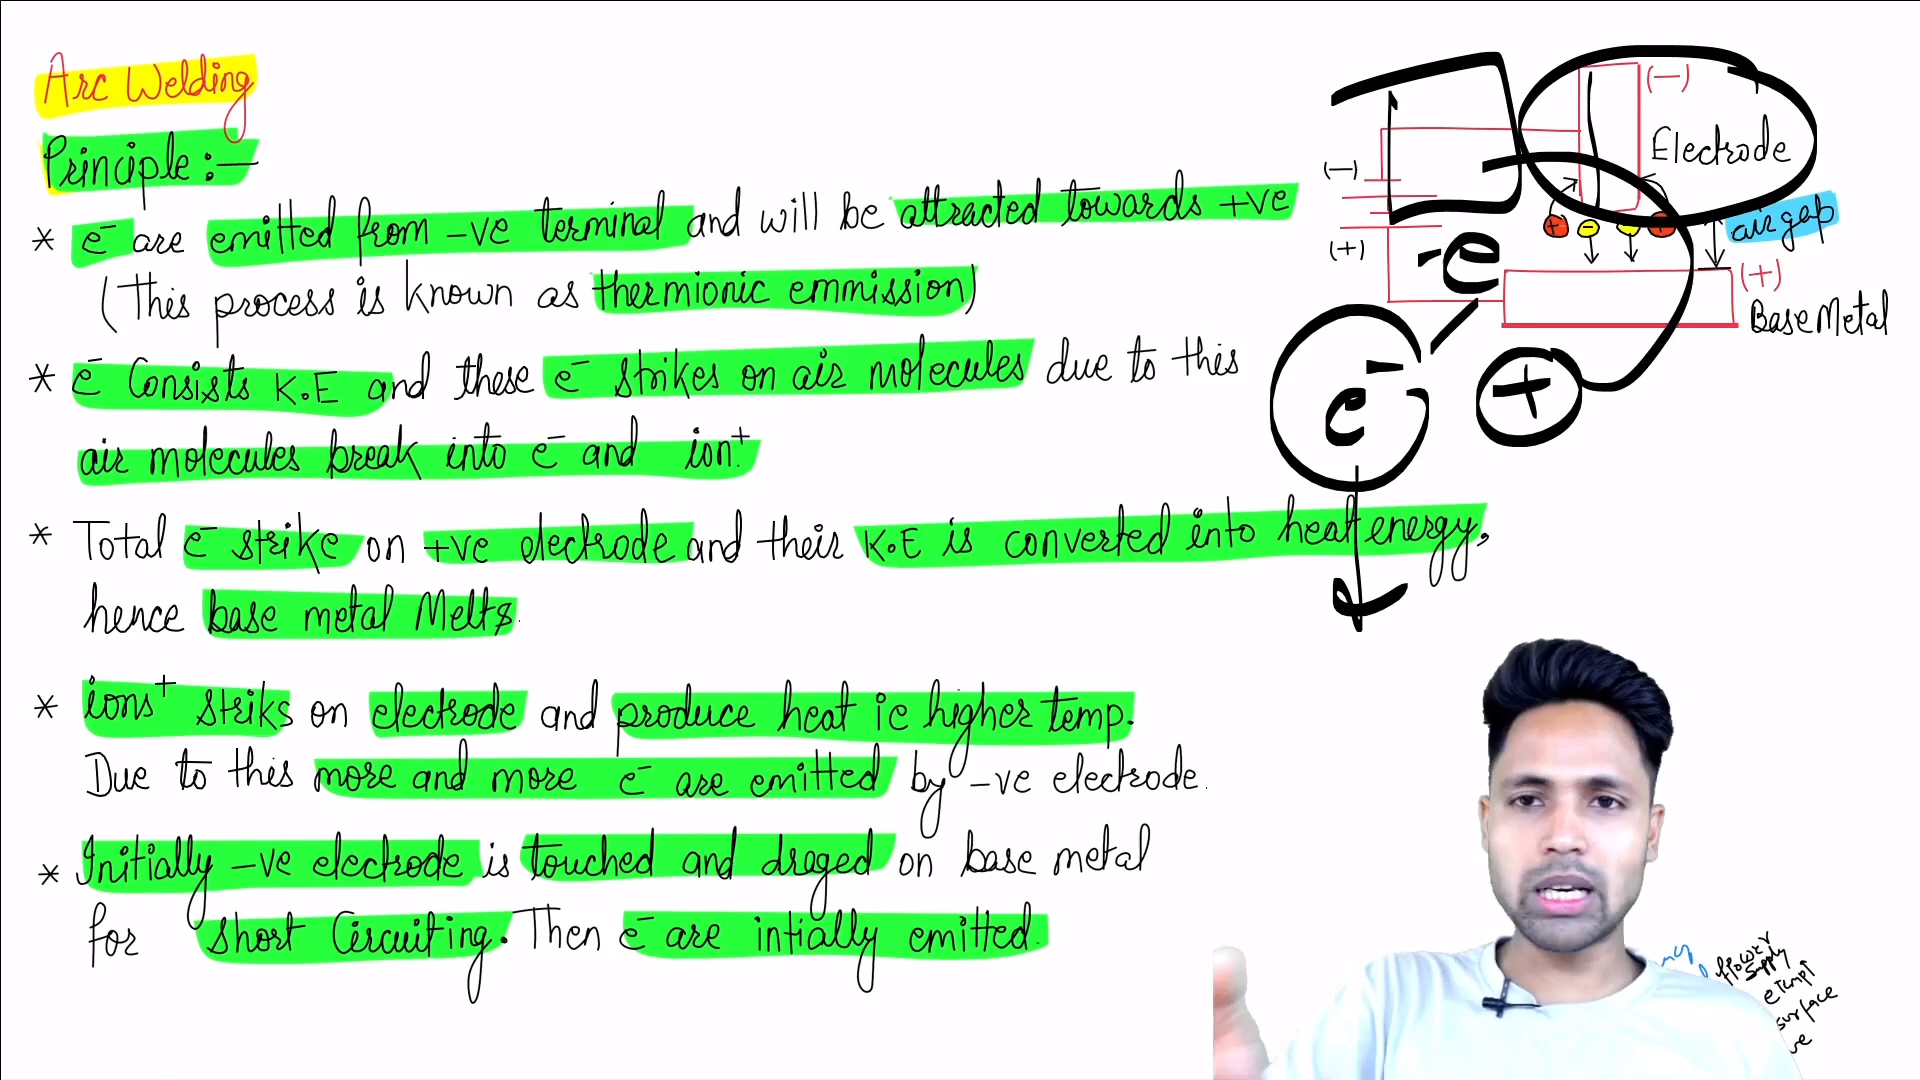 Arc Welding
Principle :—
* e⁻ are emitted from -ve terminal and will be attracted towards +ve
(This process is known as thermionic emmission)
* e⁻ Consists K.E and these e⁻ strikes on air molecules due to this
air molecules break into e⁻ and ion⁺.
* Total e⁻ strike on +ve electrode and their K.E is converted into heat energy,
hence base metal Melts.
* ions⁺ striks on electrode and produce heat ie higher temp.
Due to this more and more e⁻ are emitted by -ve electrode.
* Initially -ve electrode is touched and draged on base metal
for short Circuiting. Then e⁻ are intially emitted.
(-)
Electrode
(-)
air gap
+ - - +
(+)
-e
(+)
Base Metal
e⁻
+
supply
surface
ve